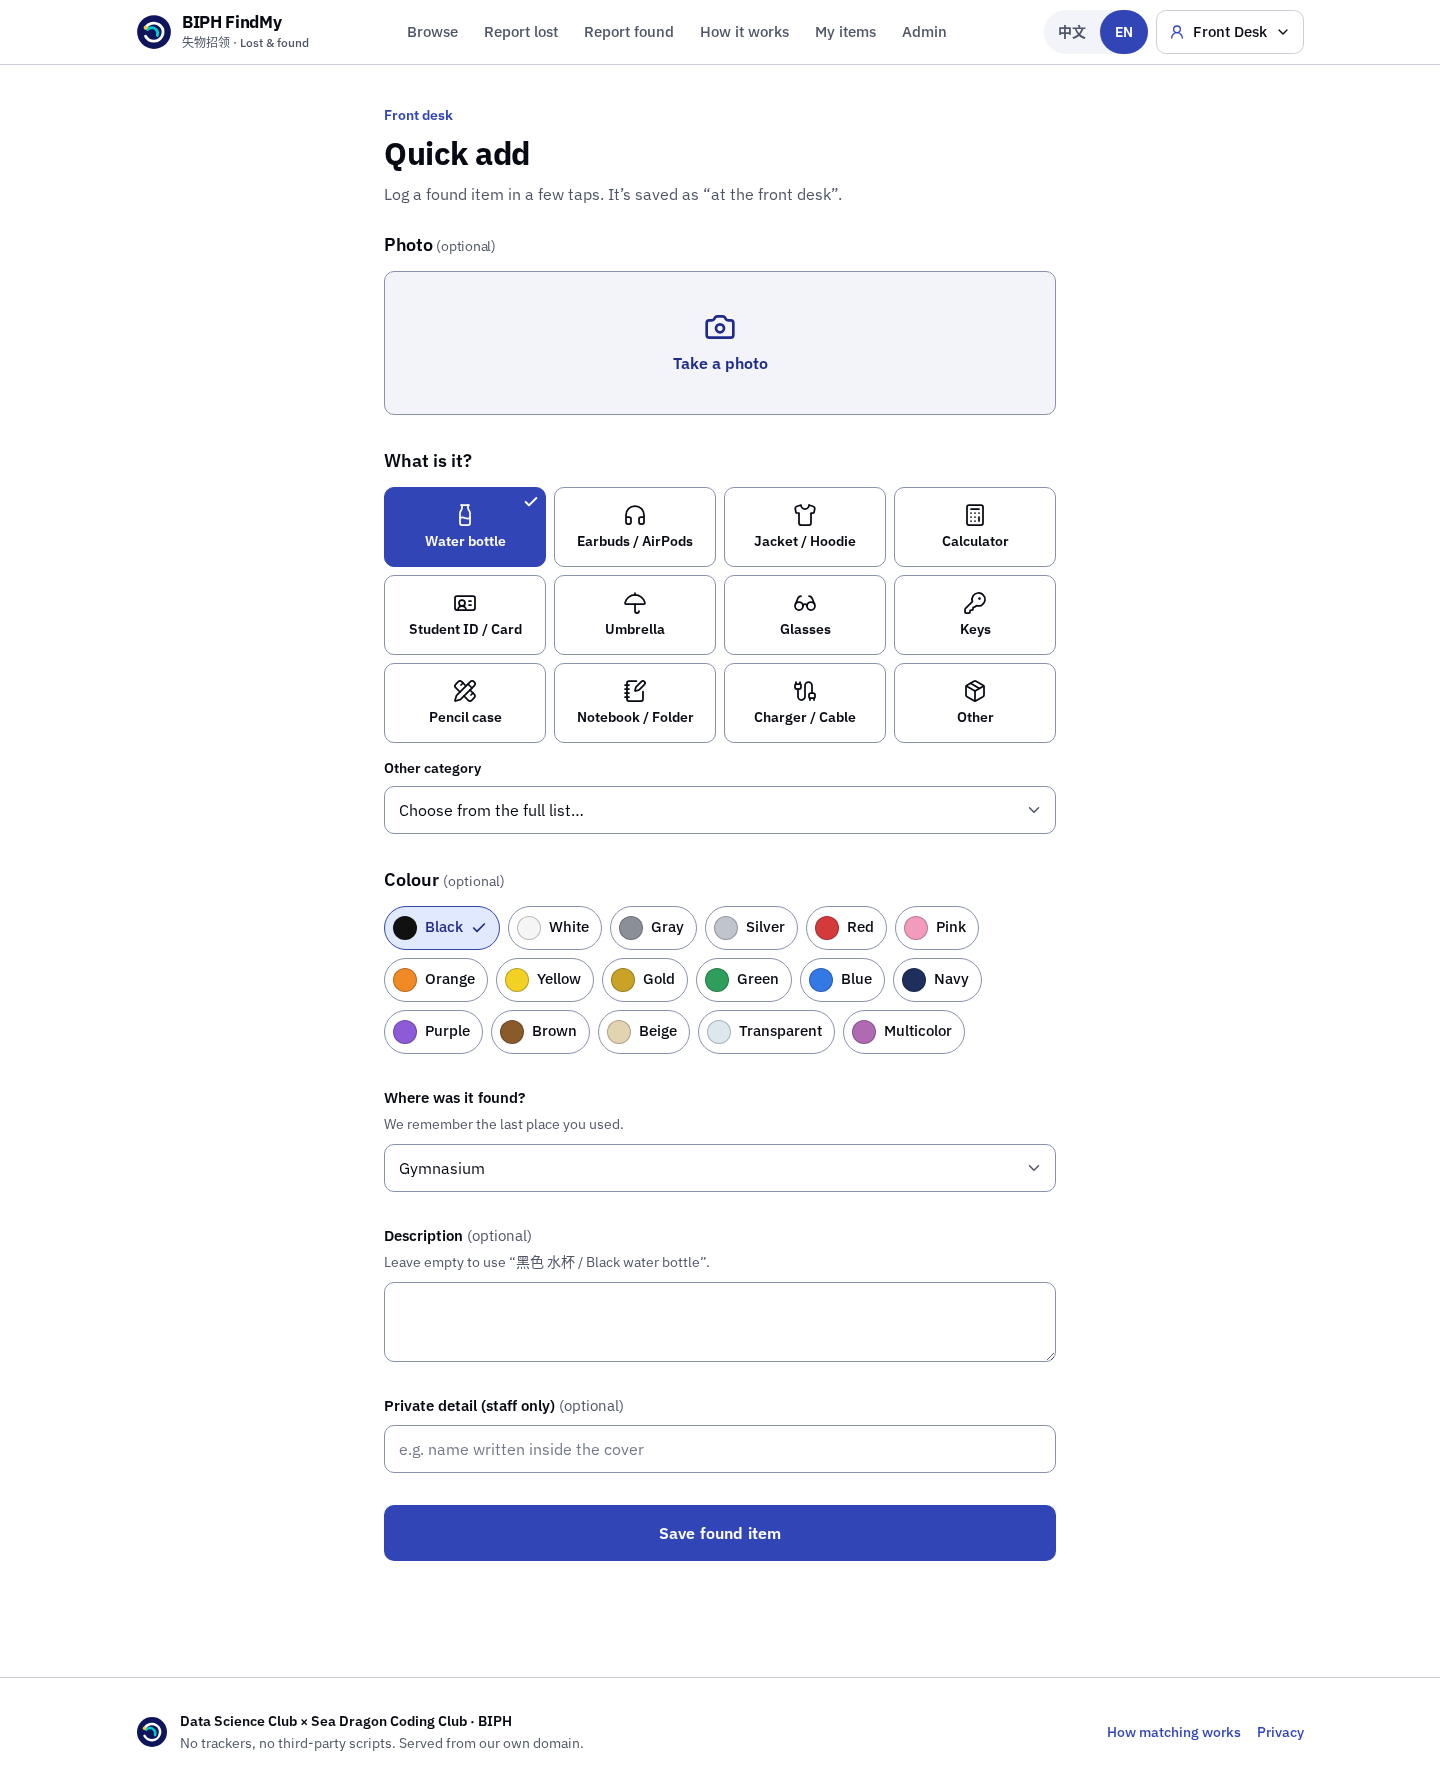 BIPH FindMy
失物招领 · Lost & found
Browse Report lost Report found How it works My items Admin
中文 EN Front Desk
Front desk
Quick add
Log a found item in a few taps. It’s saved as “at the front desk”.
Photo (optional)
Take a photo
What is it?
Water bottle Earbuds / AirPods Jacket / Hoodie Calculator
Student ID / Card Umbrella Glasses Keys
Pencil case Notebook / Folder Charger / Cable Other
Other category
Choose from the full list…
Colour (optional)
Black White Gray Silver Red Pink
Orange Yellow Gold Green Blue Navy
Purple Brown Beige Transparent Multicolor
Where was it found?
We remember the last place you used.
Gymnasium
Description (optional)
Leave empty to use “黑色 水杯 / Black water bottle”.
Private detail (staff only) (optional)
e.g. name written inside the cover
Save found item
Data Science Club × Sea Dragon Coding Club · BIPH
No trackers, no third-party scripts. Served from our own domain.
How matching works Privacy